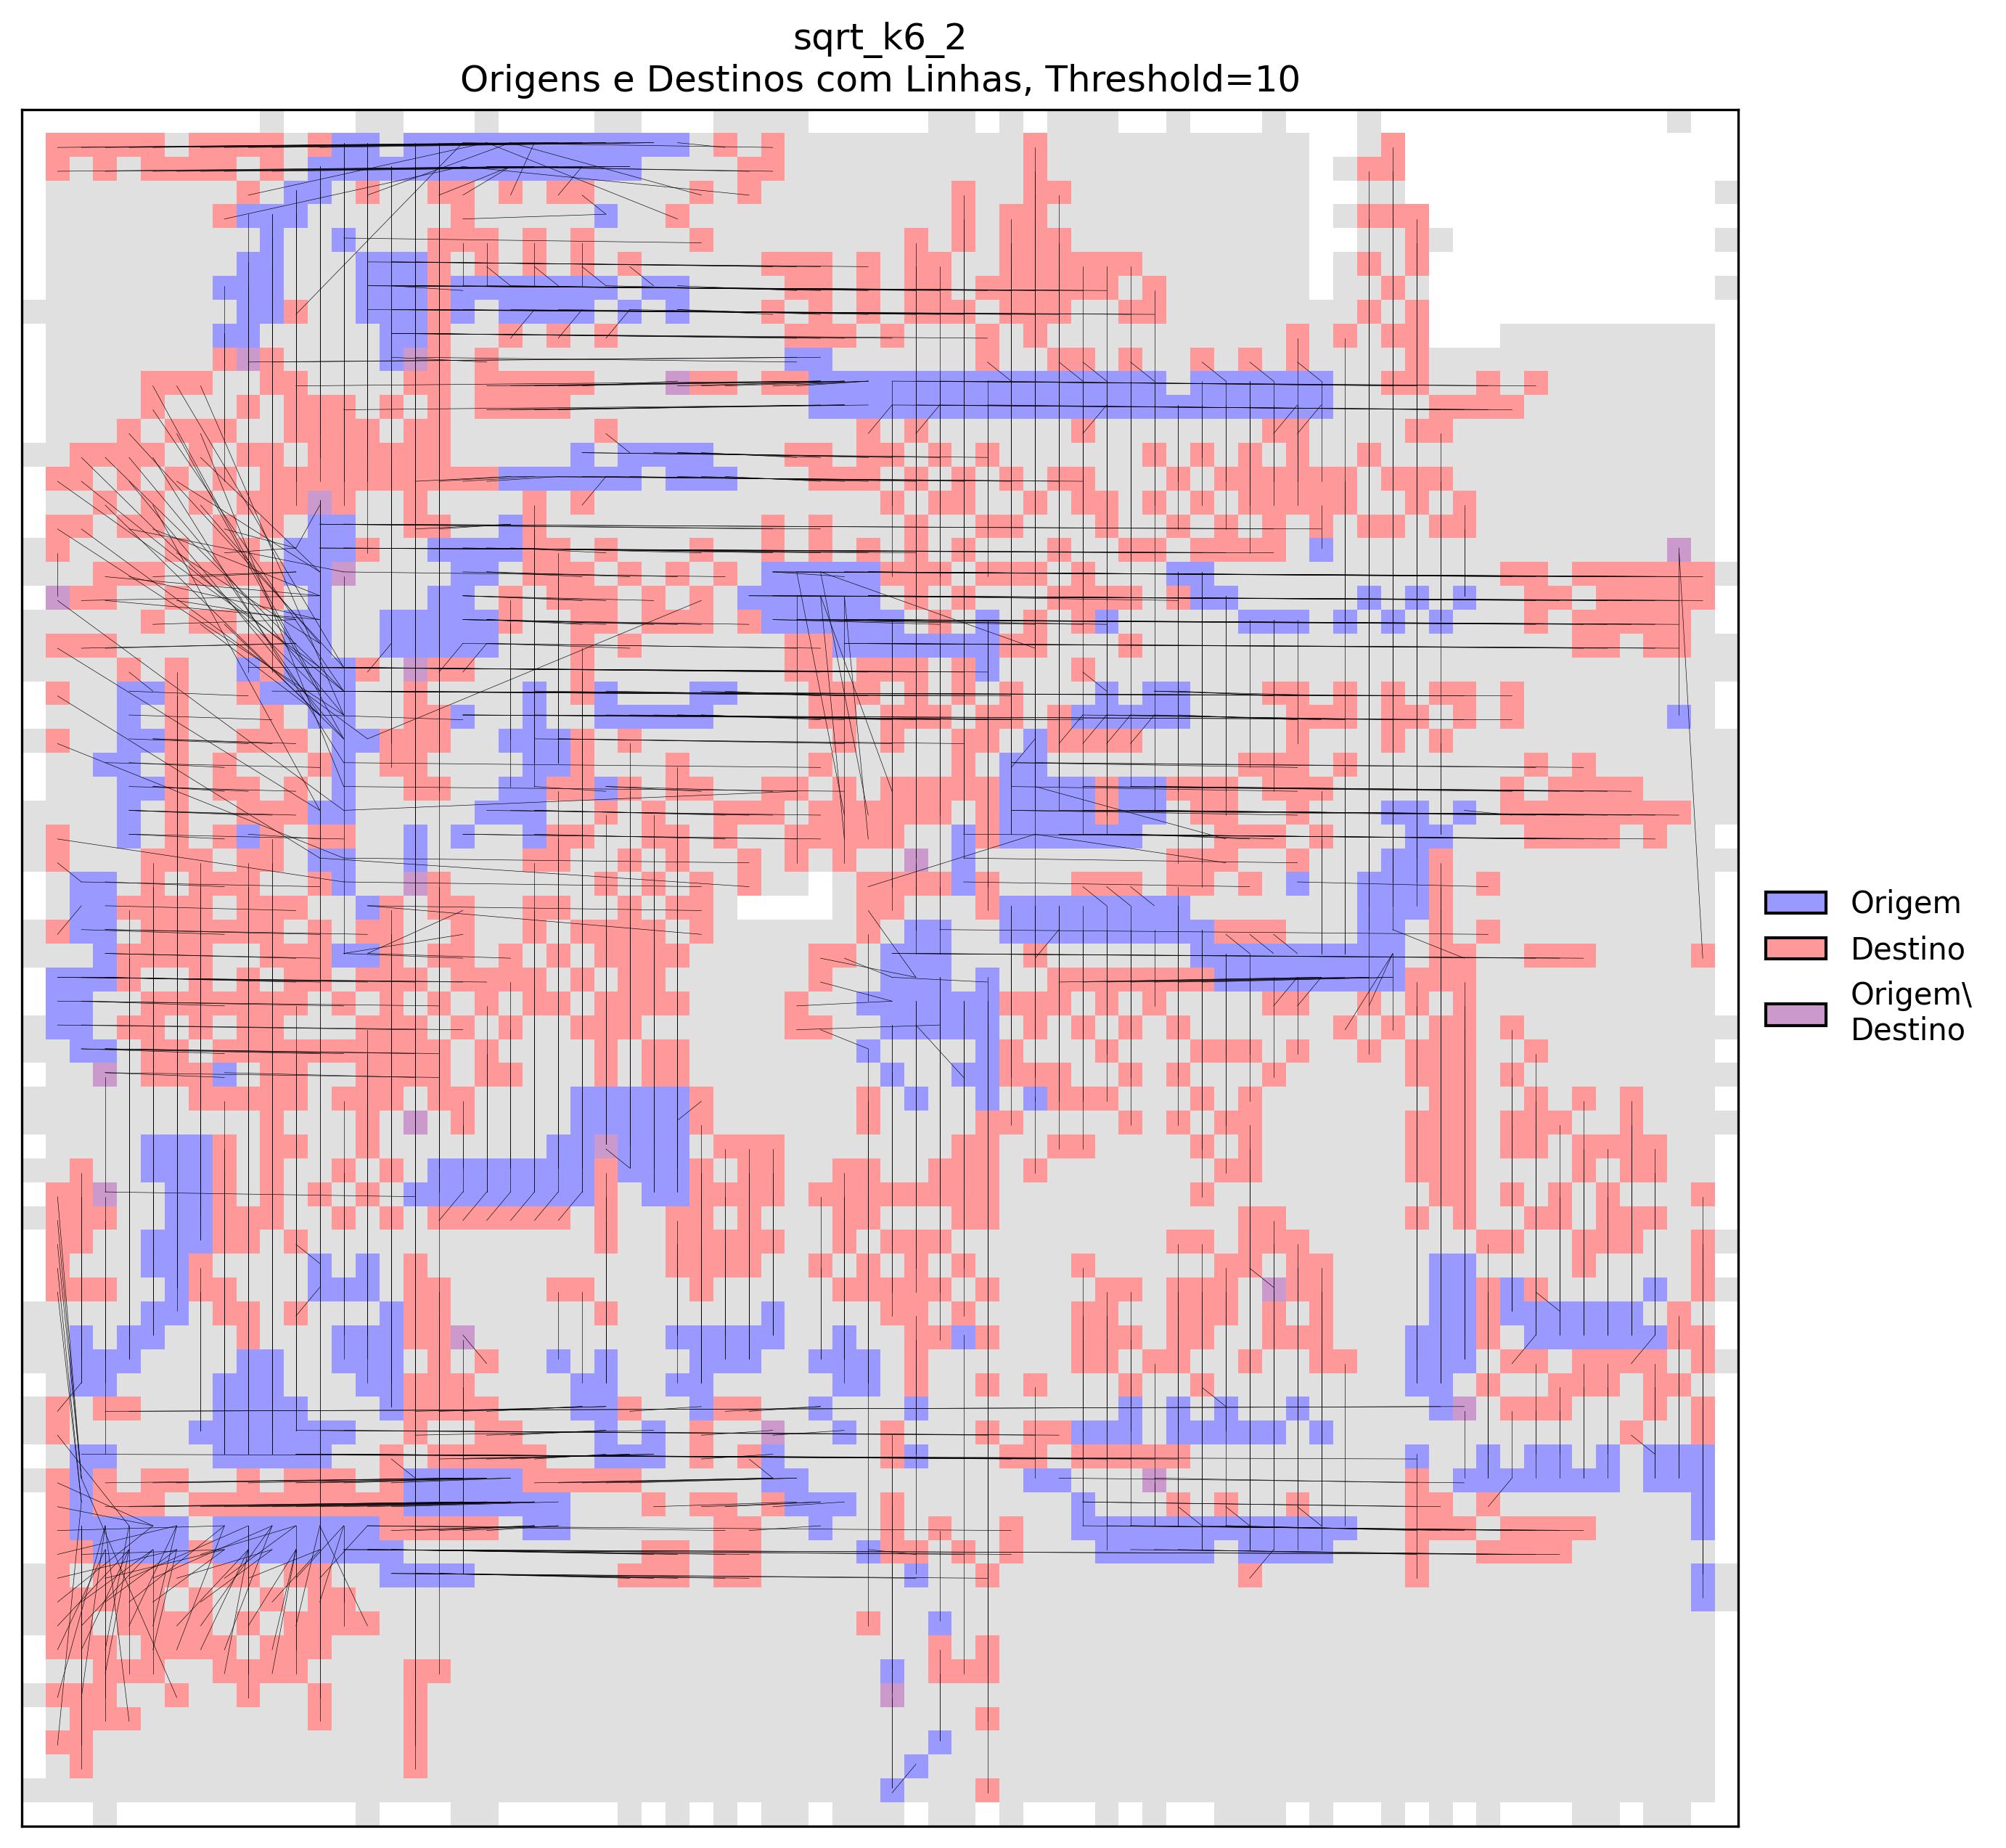 sqrt_k6_2
Origens e Destinos com Linhas, Threshold=10
Origem
Destino
Origem\
Destino